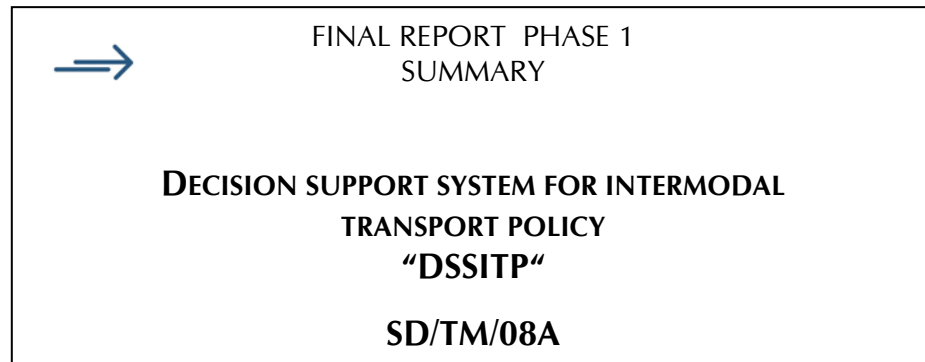 FINAL REPORT PHASE 1
SUMMARY
DECISION SUPPORT SYSTEM FOR INTERMODAL
TRANSPORT POLICY
“DSSITP“
SD/TM/08A